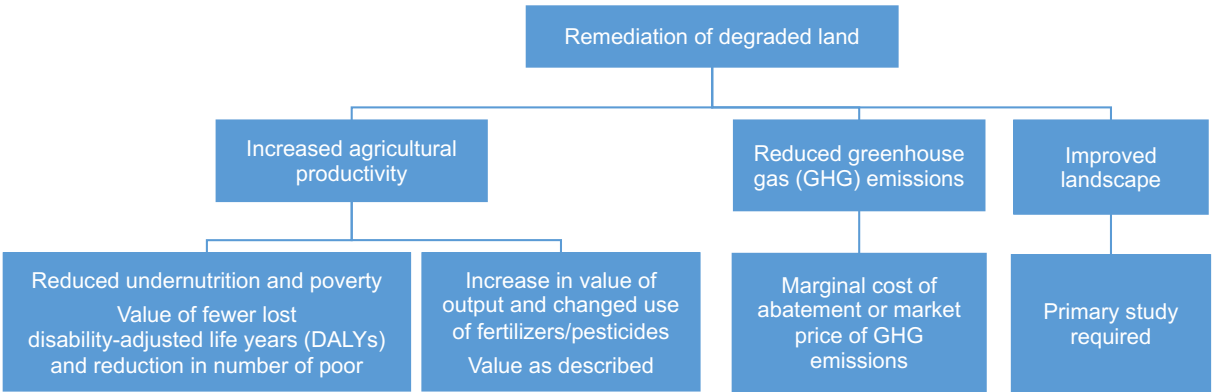 Remediation of degraded land
Increased agricultural
productivity
Reduced greenhouse
gas (GHG) emissions
Improved
landscape
Reduced undernutrition and poverty
Value of fewer lost
disability-adjusted life years (DALYs)
and reduction in number of poor
Increase in value of
output and changed use
of fertilizers/pesticides
Value as described
Marginal cost of
abatement or market
price of GHG
emissions
Primary study
required